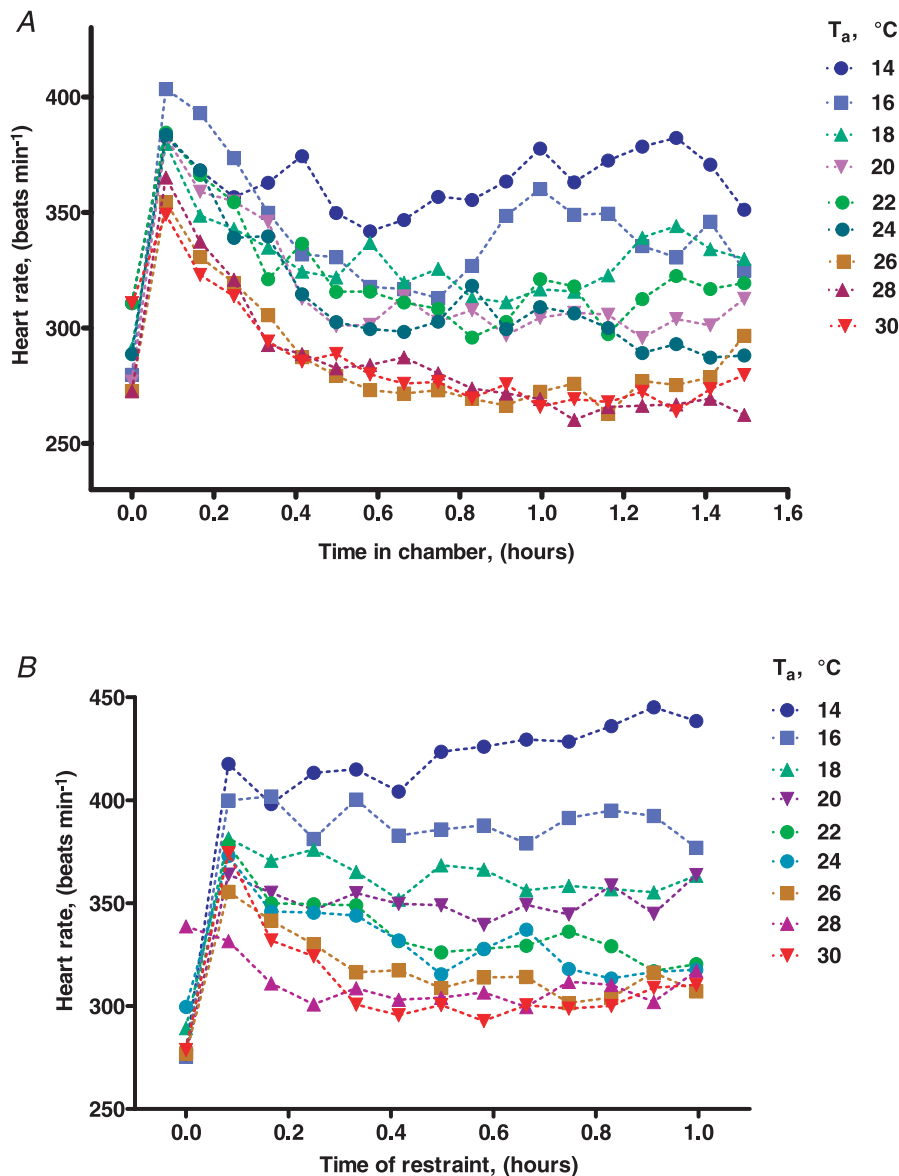 A
T_a, °C
14
16
18
20
22
24
26
28
30
400
350
300
250
Heart rate, (beats min⁻¹)
0.0 0.2 0.4 0.6 0.8 1.0 1.2 1.4 1.6
Time in chamber, (hours)
B
T_a, °C
14
16
18
20
22
24
26
28
30
450
400
350
300
250
Heart rate, (beats min⁻¹)
0.0 0.2 0.4 0.6 0.8 1.0
Time of restraint, (hours)